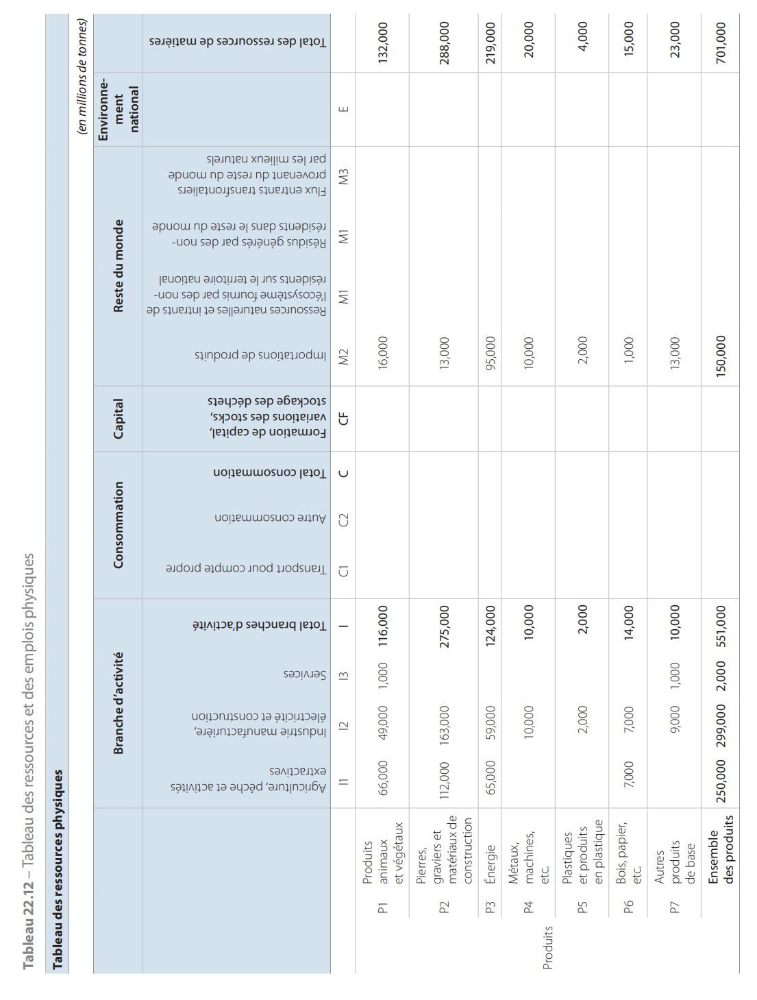 Tableau 22.12 – Tableau des ressources et des emplois physiques
Tableau des ressources physiques
(en millions de tonnes)
Branche d’activité
Consommation
Capital
Reste du monde
Environne-
ment
national
Agriculture, pêche et activités
extractives
Industrie manufacturière,
électricité et construction
Services
Total branches d’activité
Transport pour compte propre
Autre consommation
Total consommation
Formation de capital,
variations des stocks,
stockage des déchets
Importations de produits
Ressources naturelles et intrants de
l’écosystème fournis par des non-
résidents sur le territoire national
Résidus générés par des non-
résidents dans le reste du monde
Flux entrants transfrontaliers
provenant du reste du monde
par les milieux naturels
Total des ressources de matières
I1 I2 I3 I C1 C2 C CF M2 M1 M1 M3 E
Produits
P1 Produits
animaux
et végétaux
66,000 49,000 1,000 116,000 16,000 132,000
P2 Pierres,
graviers et
matériaux de
construction
112,000 163,000 275,000 13,000 288,000
P3 Énergie 65,000 59,000 124,000 95,000 219,000
P4 Métaux,
machines,
etc.
10,000 10,000 10,000 20,000
P5 Plastiques
et produits
en plastique
2,000 2,000 2,000 4,000
P6 Bois, papier,
etc.
7,000 7,000 14,000 1,000 15,000
P7 Autres
produits
de base
9,000 1,000 10,000 13,000 23,000
Ensemble
des produits
250,000 299,000 2,000 551,000 150,000 701,000